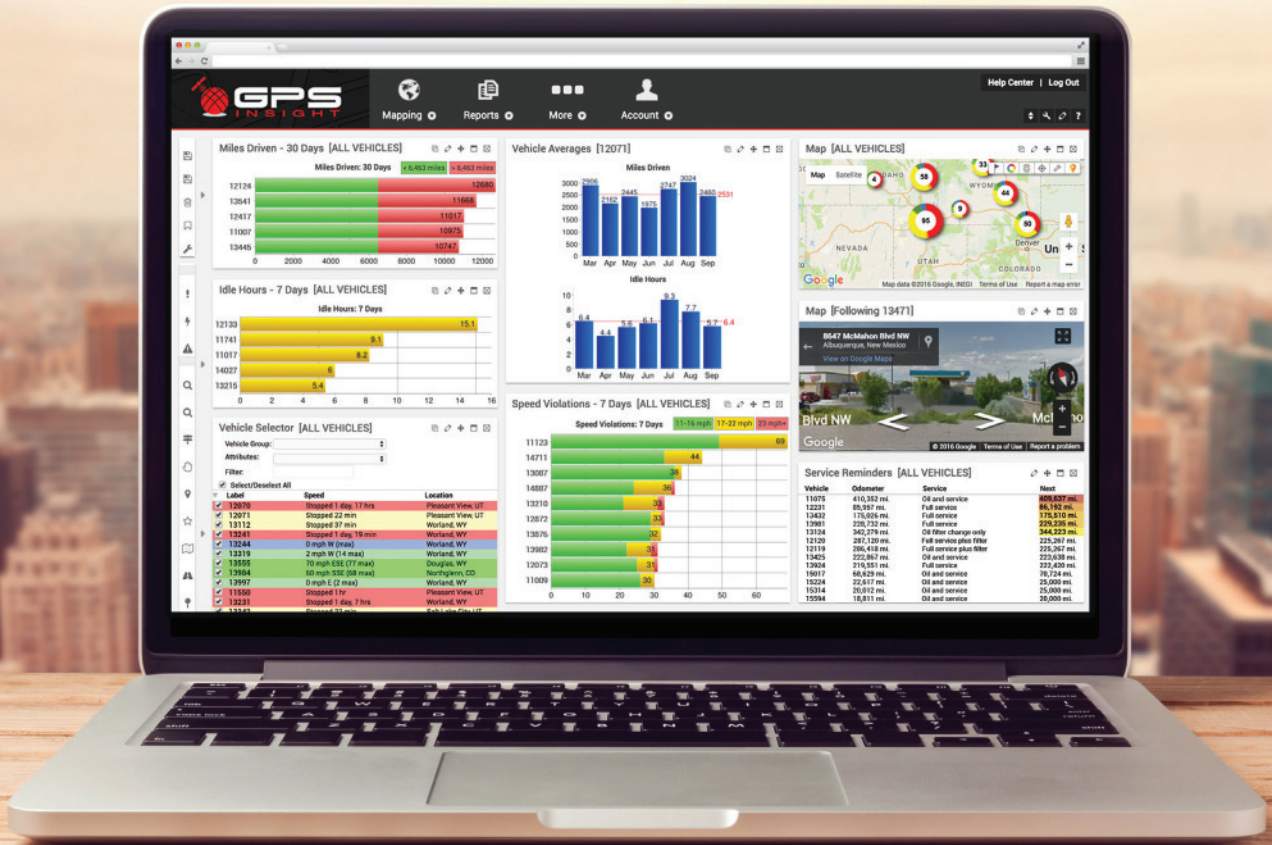 GPS
INSIGHT
Mapping
Reports
More
Account
Help Center | Log Out
?
Miles Driven - 30 Days [ALL VEHICLES]
Miles Driven: 30 Days
< 6,463 miles
> 6,463 miles
12124
12680
13541
11668
12417
11017
11007
10975
13445
10747
0 2000 4000 6000 8000 10000 12000
Idle Hours - 7 Days [ALL VEHICLES]
Idle Hours: 7 Days
12133
15.1
11741
9.1
11017
8.2
14027
6
13215
5.4
0 2 4 6 8 10 12 14 16
Vehicle Selector [ALL VEHICLES]
Vehicle Group:
Attributes:
Filter:
Select/Deselect All
Label Speed Location
12070 Stopped 1 day, 17 hrs Pleasant View, UT
12071 Stopped 22 min Pleasant View, UT
13112 Stopped 37 min Worland, WY
13241 Stopped 1 day, 19 min Worland, WY
13244 0 mph W (max) Worland, WY
13319 2 mph W (14 max) Worland, WY
13555 70 mph ESE (77 max) Douglas, WY
13984 60 mph SSE (68 max) Northglenn, CO
13997 0 mph E (2 max) Worland, WY
11550 Stopped 1 hr Pleasant View, UT
13231 Stopped 1 day, 7 hrs Worland, WY
Salt Lake City, UT
Vehicle Averages [12071]
Miles Driven
3000
2500
2000
1500
1000
500
0
2906 2162 2445 1975 2747 3024 2460 2531
Mar Apr May Jun Jul Aug Sep
Idle Hours
10
8
6
4
2
0
6.4 4.4 5.6 6.1 9.3 7.7 5.7 6.4
Mar Apr May Jun Jul Aug Sep
Speed Violations - 7 Days [ALL VEHICLES]
Speed Violations: 7 Days
11-16 mph
17-22 mph
23 mph+
11123
69
14711
44
13087
38
14887
36
13210
33
12872
33
13876
32
13982
31
12073
31
11009
30
0 10 20 30 40 50 60
Map [ALL VEHICLES]
Map Satellite
4
58
33
44
9
95
50
WYOM
NEVADA
UTAH
Denver
COLORADO
Un
Google
Map data ©2016 Google, INEGI Terms of Use Report a map error
Map [Following 13471]
8647 McMahon Blvd NW
Albuquerque, New Mexico
View on Google Maps
Blvd NW
Google
© 2016 Google Terms of Use Report a problem
Service Reminders [ALL VEHICLES]
Vehicle Odometer Service Next
11075 410,352 mi. Oil and service 409,637 mi.
12231 85,957 mi. Full service 86,192 mi.
13432 175,026 mi. Full service 175,510 mi.
13981 228,732 mi. Full service 229,235 mi.
13124 342,279 mi. Oil filter change only 344,223 mi.
12120 287,120 mi. Full service plus filter 225,267 mi.
12119 286,418 mi. Full service plus filter 225,267 mi.
13425 222,867 mi. Oil and service 223,638 mi.
13924 219,551 mi. Full service 222,420 mi.
15017 68,629 mi. Oil and service 70,724 mi.
15224 22,617 mi. Oil and service 25,000 mi.
15314 20,012 mi. Oil and service 25,000 mi.
15594 18,811 mi. Oil and service 20,000 mi.
tab
caps lock
shift
fn
Q W E R T Y U I O P
A S D F G H J K L
Z X C V B N M
delete
enter
return
shift